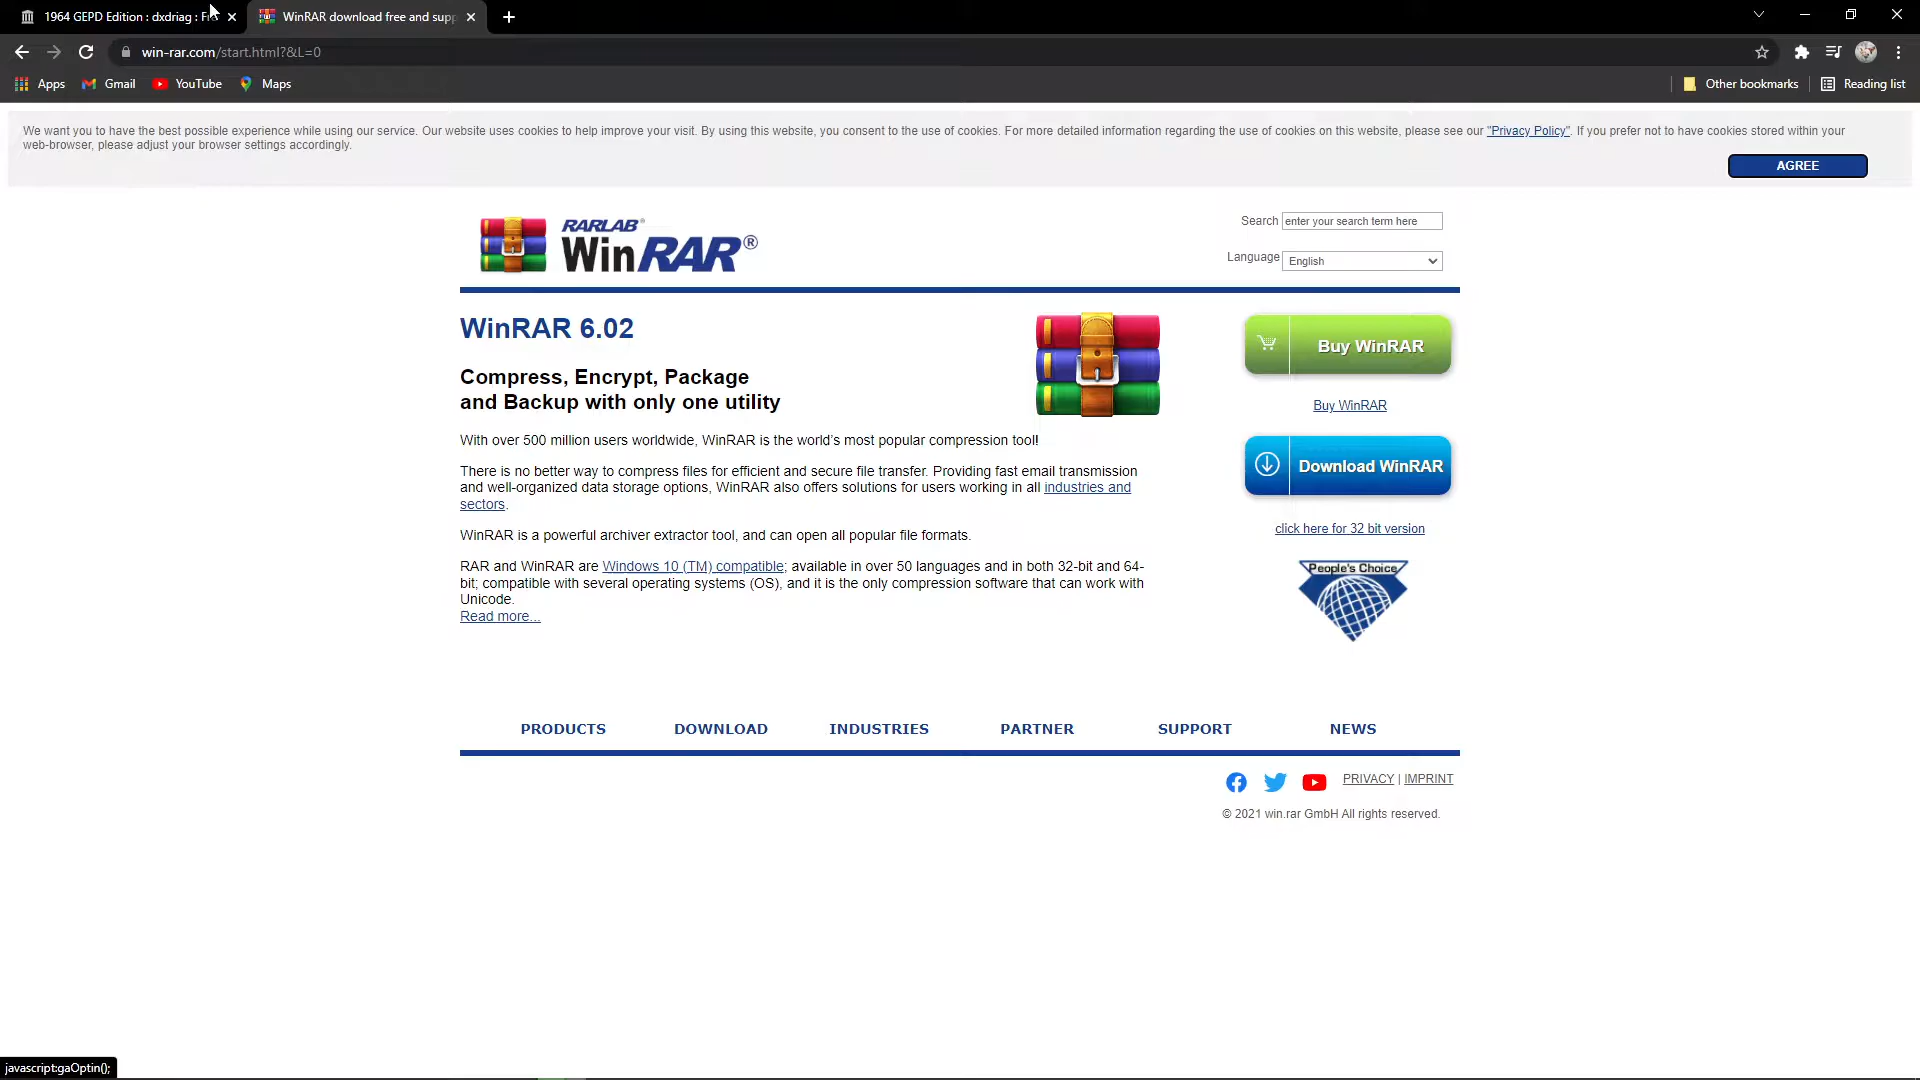 1964 GEPD Edition : dxdriag : Fr
WinRAR download free and supp
win-rar.com/start.html?&L=0
Apps Gmail YouTube Maps Other bookmarks Reading list
We want you to have the best possible experience while using our service. Our website uses cookies to help improve your visit. By using this website, you consent to the use of cookies. For more detailed information regarding the use of cookies on this website, please see our "Privacy Policy". If you prefer not to have cookies stored within your
web-browser, please adjust your browser settings accordingly.
AGREE
RARLAB®
WinRAR®
Search enter your search term here
Language English
WinRAR 6.02
Compress, Encrypt, Package
and Backup with only one utility
With over 500 million users worldwide, WinRAR is the world's most popular compression tool!
There is no better way to compress files for efficient and secure file transfer. Providing fast email transmission
and well-organized data storage options, WinRAR also offers solutions for users working in all industries and
sectors.
WinRAR is a powerful archiver extractor tool, and can open all popular file formats.
RAR and WinRAR are Windows 10 (TM) compatible; available in over 50 languages and in both 32-bit and 64-
bit; compatible with several operating systems (OS), and it is the only compression software that can work with
Unicode.
Read more...
Buy WinRAR
Buy WinRAR
Download WinRAR
click here for 32 bit version
People's Choice
PRODUCTS DOWNLOAD INDUSTRIES PARTNER SUPPORT NEWS
PRIVACY | IMPRINT
© 2021 win.rar GmbH All rights reserved.
javascript:gaOptin();